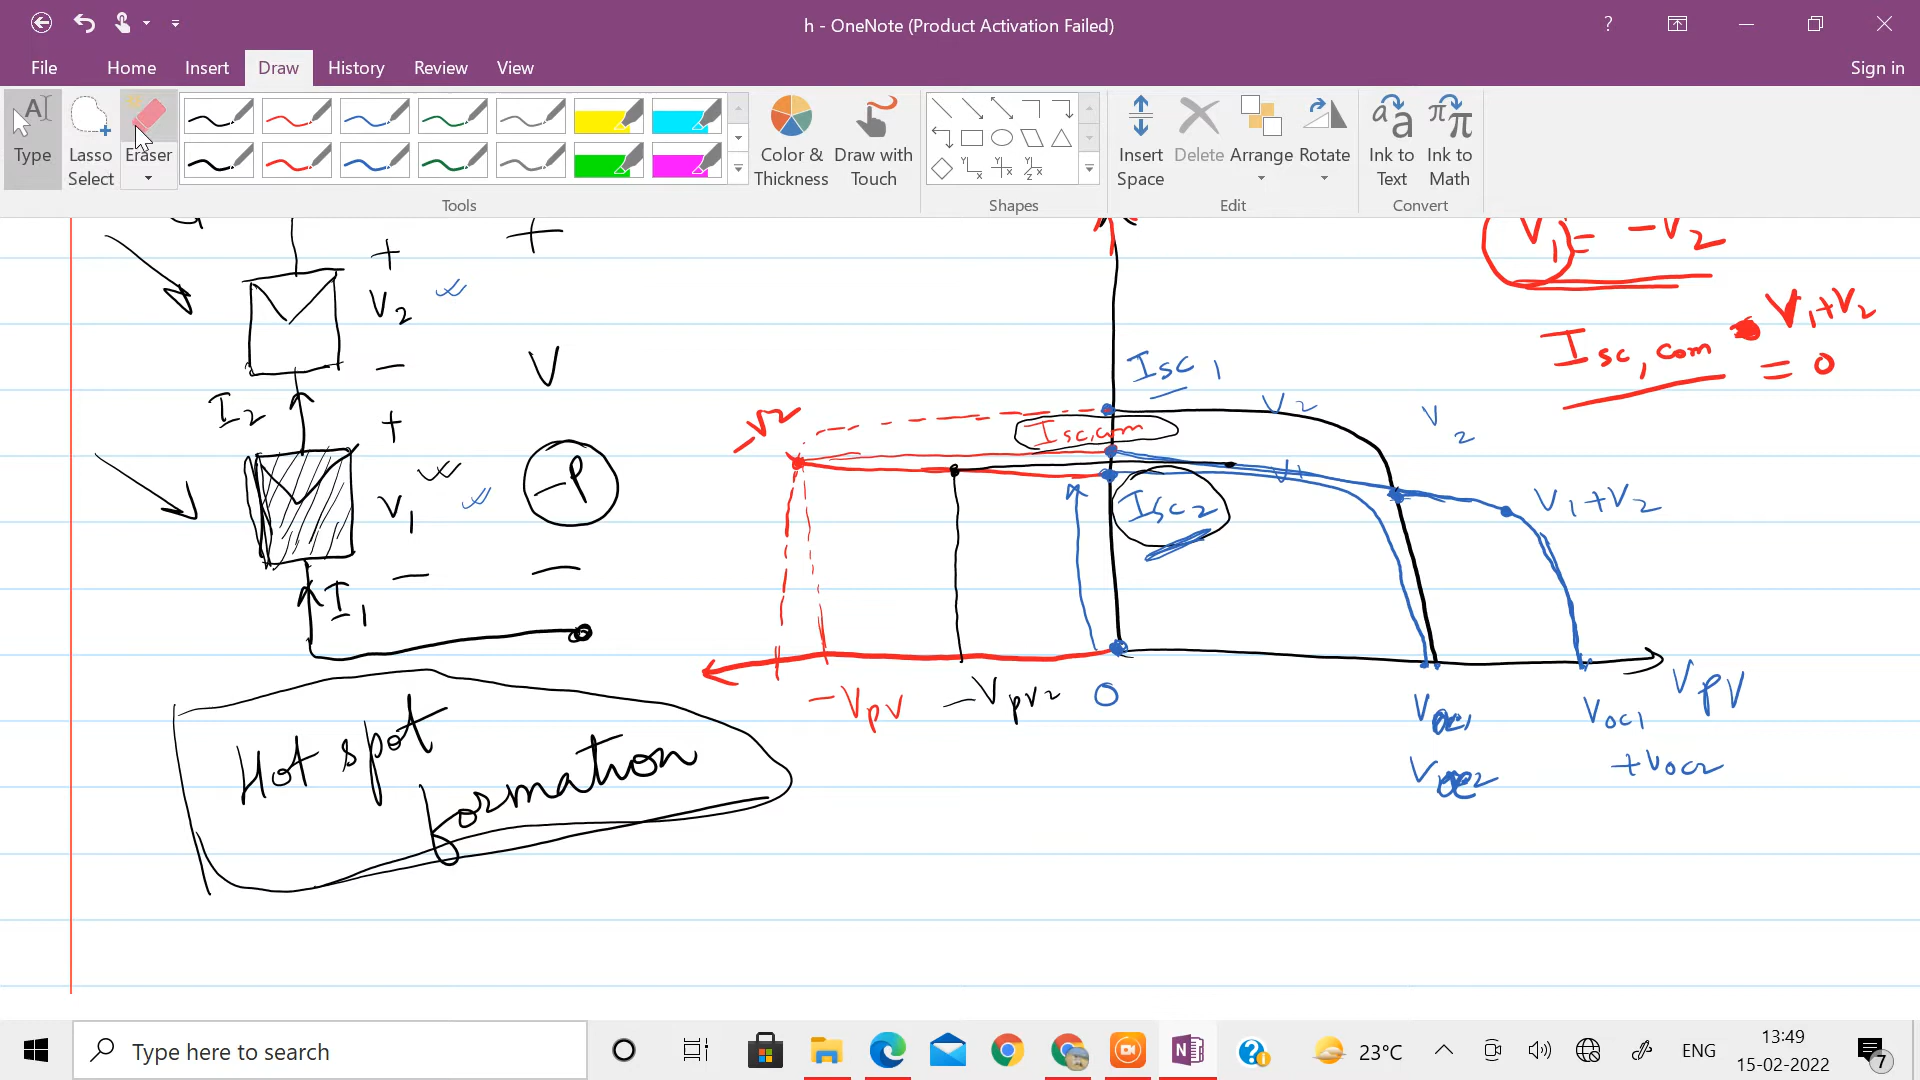 h - OneNote (Product Activation Failed)
?
File Home Insert Draw History Review View
Sign in
Type
Lasso Select
Eraser
Color & Thickness
Draw with Touch
Insert Space
Delete
Arrange
Rotate
Ink to Text
Ink to Math
Tools
Shapes
Edit
Convert
V1 = -V2
V1+V2
Isc, com = 0
+
+
V2
-
V
I2
+
V1
-P
-
-
I1
Hot spot
formation
Isc1
V2
V2
-V2
Isc,com
V1
V1+V2
Isc2
-Vpv
-Vpv2
0
Voc1
Voc2
Voc1
+Voc2
Vpv
Type here to search
23°C
ENG
13:49
15-02-2022
7